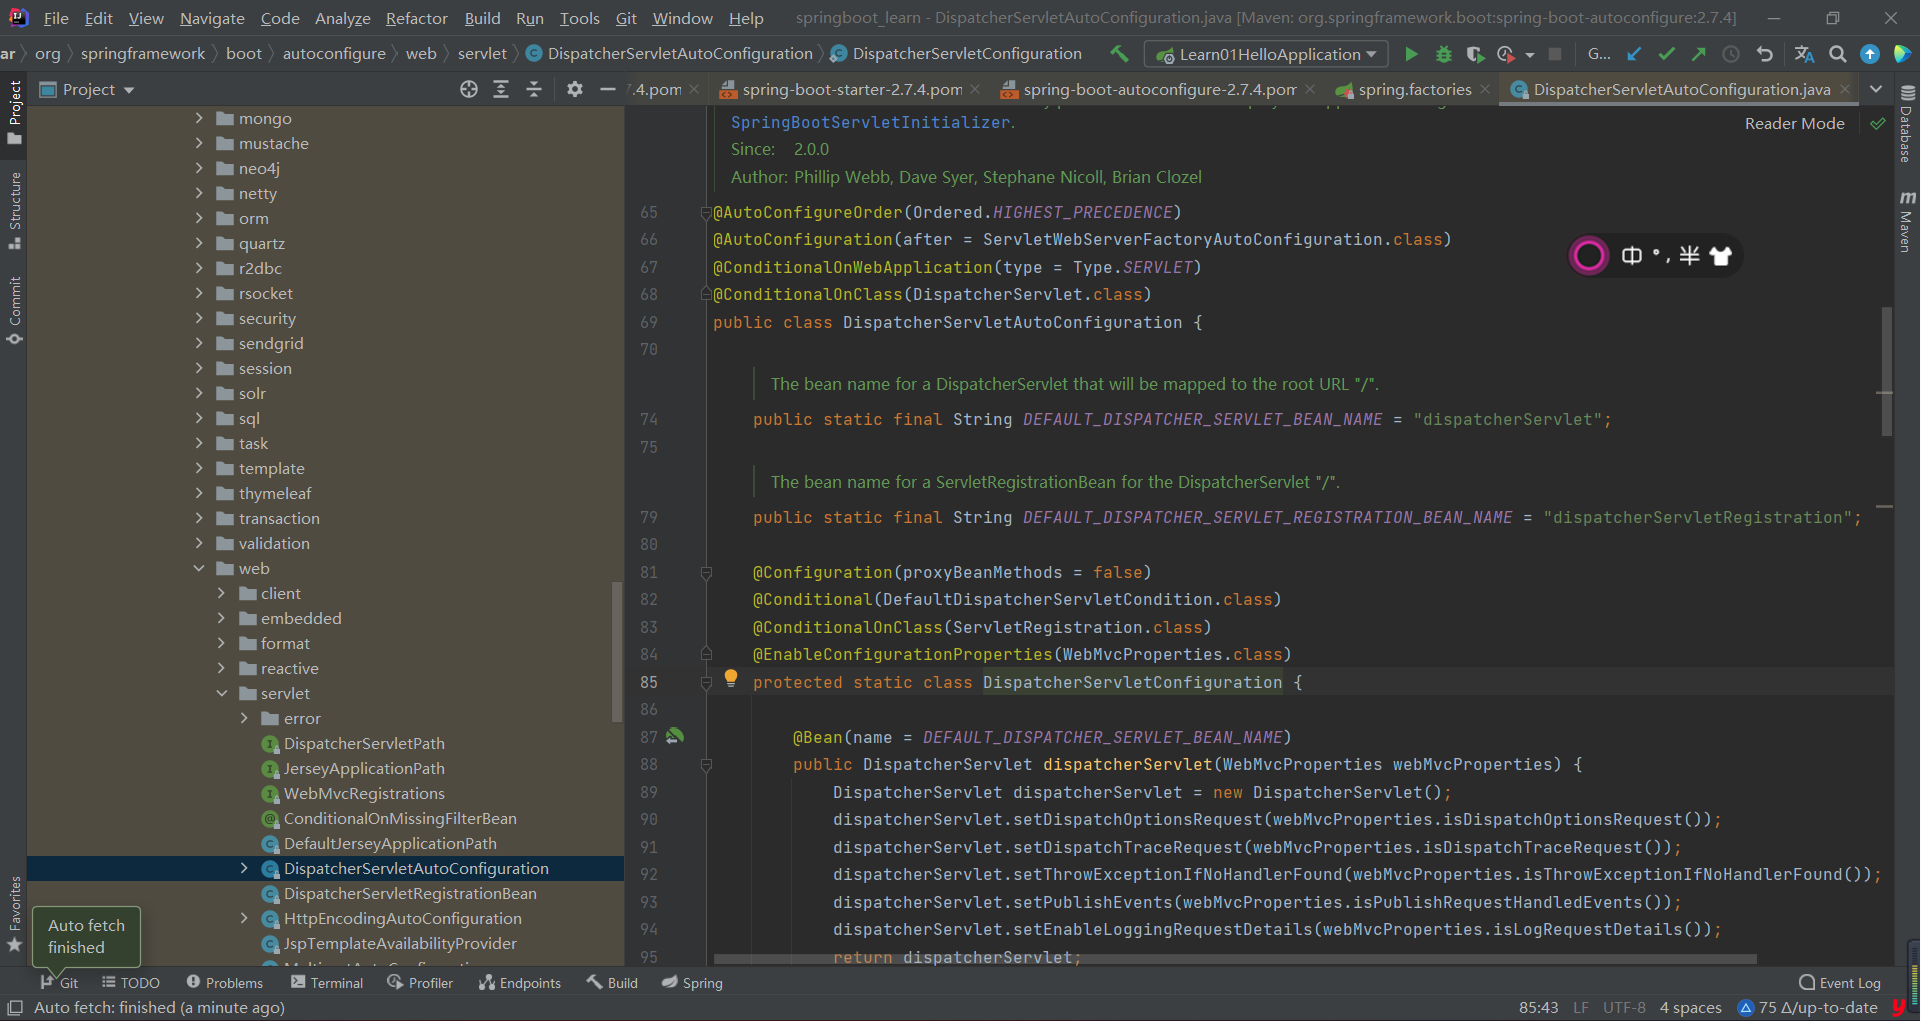 File Edit View Navigate Code Analyze Refactor Build Run Tools Git Window Help springboot_learn - DispatcherServletAutoConfiguration.java [Maven: org.springframework.boot:spring-boot-autoconfigure:2.7.4]
ar org springframework boot autoconfigure web servlet DispatcherServletAutoConfiguration DispatcherServletConfiguration Learn01HelloApplication G...
Project 7.4.pom spring-boot-starter-2.7.4.pom spring-boot-autoconfigure-2.7.4.pom spring.factories DispatcherServletAutoConfiguration.java
Project
Structure
Commit
Favorites
mongo
mustache
neo4j
netty
orm
quartz
r2dbc
rsocket
security
sendgrid
session
solr
sql
task
template
thymeleaf
transaction
validation
web
client
embedded
format
reactive
servlet
error
DispatcherServletPath
JerseyApplicationPath
WebMvcRegistrations
ConditionalOnMissingFilterBean
DefaultJerseyApplicationPath
DispatcherServletAutoConfiguration
DispatcherServletRegistrationBean
HttpEncodingAutoConfiguration
JspTemplateAvailabilityProvider
Auto fetch
finished
SpringBootServletInitializer.
Reader Mode
Since: 2.0.0
Author: Phillip Webb, Dave Syer, Stephane Nicoll, Brian Clozel
65 @AutoConfigureOrder(Ordered.HIGHEST_PRECEDENCE)
66 @AutoConfiguration(after = ServletWebServerFactoryAutoConfiguration.class)
67 @ConditionalOnWebApplication(type = Type.SERVLET)
68 @ConditionalOnClass(DispatcherServlet.class)
69 public class DispatcherServletAutoConfiguration {
70
The bean name for a DispatcherServlet that will be mapped to the root URL "/".
74 public static final String DEFAULT_DISPATCHER_SERVLET_BEAN_NAME = "dispatcherServlet";
75
The bean name for a ServletRegistrationBean for the DispatcherServlet "/".
79 public static final String DEFAULT_DISPATCHER_SERVLET_REGISTRATION_BEAN_NAME = "dispatcherServletRegistration";
80
81 @Configuration(proxyBeanMethods = false)
82 @Conditional(DefaultDispatcherServletCondition.class)
83 @ConditionalOnClass(ServletRegistration.class)
84 @EnableConfigurationProperties(WebMvcProperties.class)
85 protected static class DispatcherServletConfiguration {
86
87 @Bean(name = DEFAULT_DISPATCHER_SERVLET_BEAN_NAME)
88 public DispatcherServlet dispatcherServlet(WebMvcProperties webMvcProperties) {
89 DispatcherServlet dispatcherServlet = new DispatcherServlet();
90 dispatcherServlet.setDispatchOptionsRequest(webMvcProperties.isDispatchOptionsRequest());
91 dispatcherServlet.setDispatchTraceRequest(webMvcProperties.isDispatchTraceRequest());
92 dispatcherServlet.setThrowExceptionIfNoHandlerFound(webMvcProperties.isThrowExceptionIfNoHandlerFound());
93 dispatcherServlet.setPublishEvents(webMvcProperties.isPublishRequestHandledEvents());
94 dispatcherServlet.setEnableLoggingRequestDetails(webMvcProperties.isLogRequestDetails());
95 return dispatcherServlet;
中 °, 半
Database
Maven
Git TODO Problems Terminal Profiler Endpoints Build Spring Event Log
Auto fetch: finished (a minute ago) 85:43 LF UTF-8 4 spaces 75 Δ/up-to-date